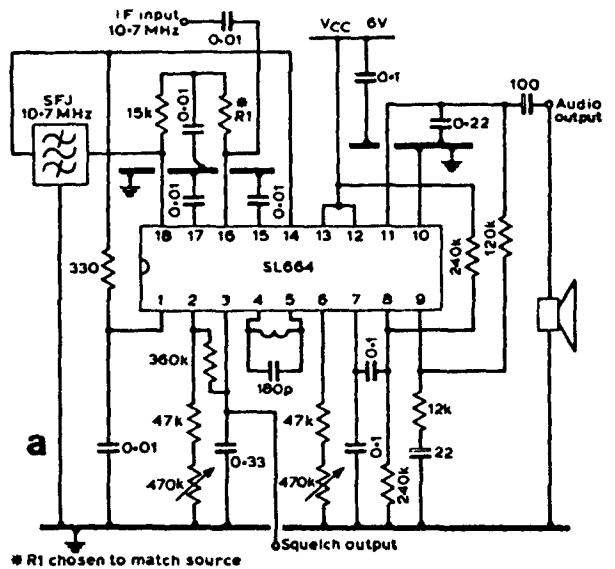 IF input
10·7 MHz
0·01
VCC 6V
0·1
100
Audio
output
SFJ
10·7 MHz
15k
0·01
* R1
0·22
0·01
0·01
18 17 16 15 14 13 12 11 10
SL664
1 2 3 4 5 6 7 8 9
330
240k
120k
360k
180p
0·1
47k
47k
12k
a
0·01
0·33
0·1
22
470k
470k
240k
Squelch output
* R1 chosen to match source